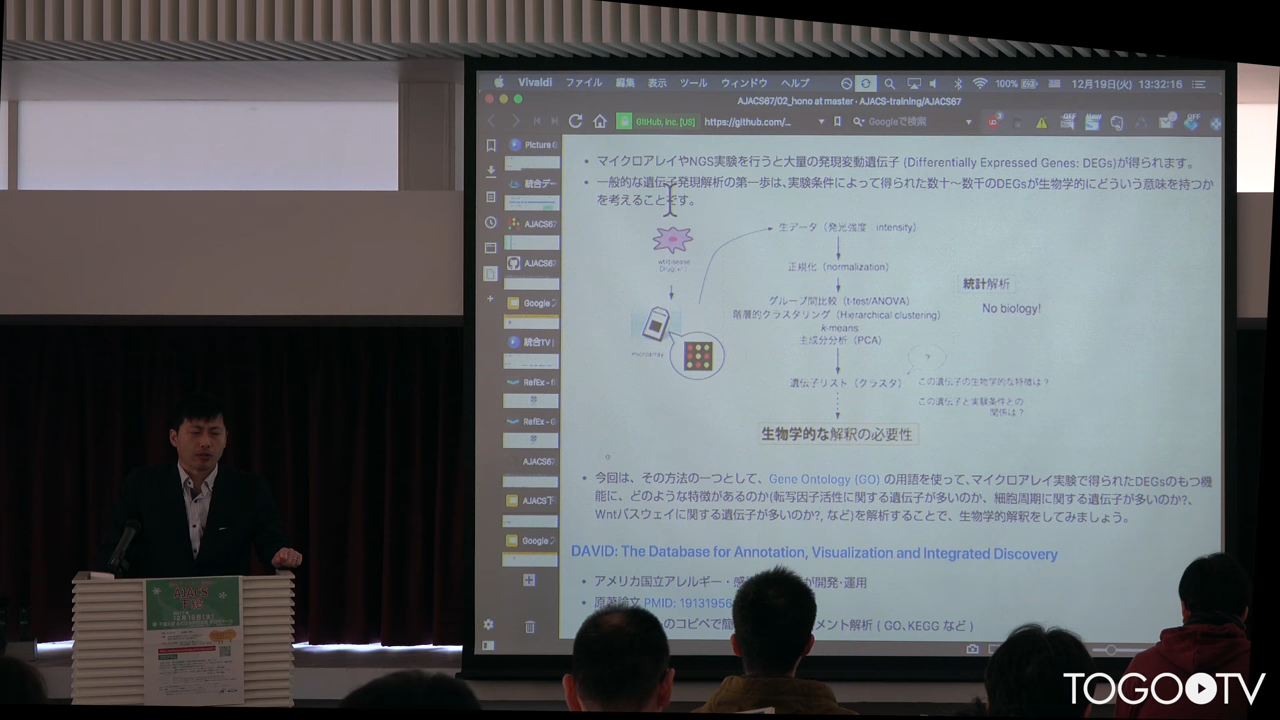 Vivaldi ファイル 編集 表示 ツール ウィンドウ ヘルプ 100% 12月19日(火) 13:32:16
AJACS67/02_hono at master · AJACS-training/AJACS67
GitHub, Inc. [US] https://github.com/... Googleで検索
Picture
統合デー
AJACS67
AJACS67
Google
統合TV
RefEx -
RefEx -
AJACS67
AJACS下
Google
マイクロアレイやNGS実験を行うと大量の発現変動遺伝子 (Differentially Expressed Genes: DEGs)が得られます。
一般的な遺伝子発現解析の第一歩は、実験条件によって得られた数十〜数千のDEGsが生物学的にどういう意味を持つか
を考えることです。
生データ（発光強度 intensity）
正規化（normalization）
グループ間比較（t-test/ANOVA）
階層的クラスタリング（Hierarchical clustering）
k-means
主成分分析（PCA）
遺伝子リスト（クラスタ）
生物学的な解釈の必要性
microarray
統計解析
No biology!
?
この遺伝子の生物学的な特徴は？
この遺伝子と実験条件との
関係は？
今回は、その方法の一つとして、Gene Ontology (GO) の用語を使って、マイクロアレイ実験で得られたDEGsのもつ機
能に、どのような特徴があるのか(転写因子活性に関する遺伝子が多いのか、細胞周期に関する遺伝子が多いのか?、
Wntパスウェイに関する遺伝子が多いのか?, など)を解析することで、生物学的解釈をしてみましょう。
DAVID: The Database for Annotation, Visualization and Integrated Discovery
アメリカ国立アレルギー・感 が開発・運用
原著論文 PMID: 19131956
のコピペで簡 メント解析 ( GO、KEGG など )
AJACS
下総
TOGOTV